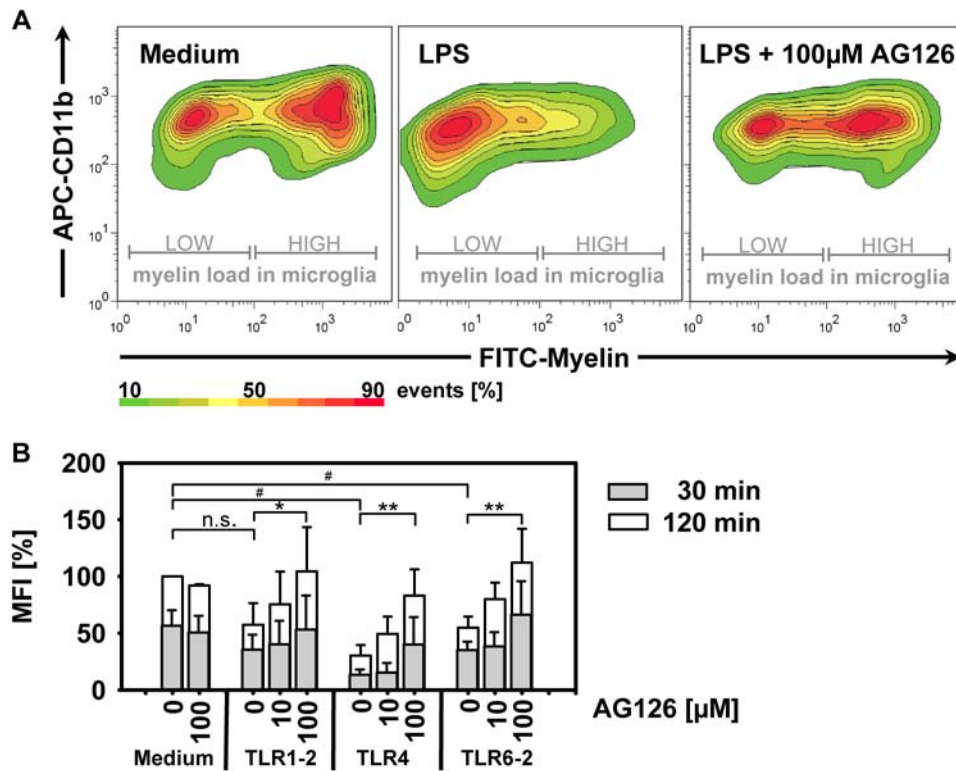 A
APC-CD11b
Medium
LPS
LPS + 100µM AG126
10³
10²
10¹
10⁰
LOW HIGH
myelin load in microglia
LOW HIGH
myelin load in microglia
LOW HIGH
myelin load in microglia
10⁰ 10¹ 10² 10³
10⁰ 10¹ 10² 10³
10⁰ 10¹ 10² 10³
FITC-Myelin
10 50 90 events [%]
B
MFI [%]
200
150
100
50
0
#
#
n.s.
*
**
**
30 min
120 min
0 100 0 10 100 0 10 100 0 10 100
AG126 [µM]
Medium TLR1-2 TLR4 TLR6-2